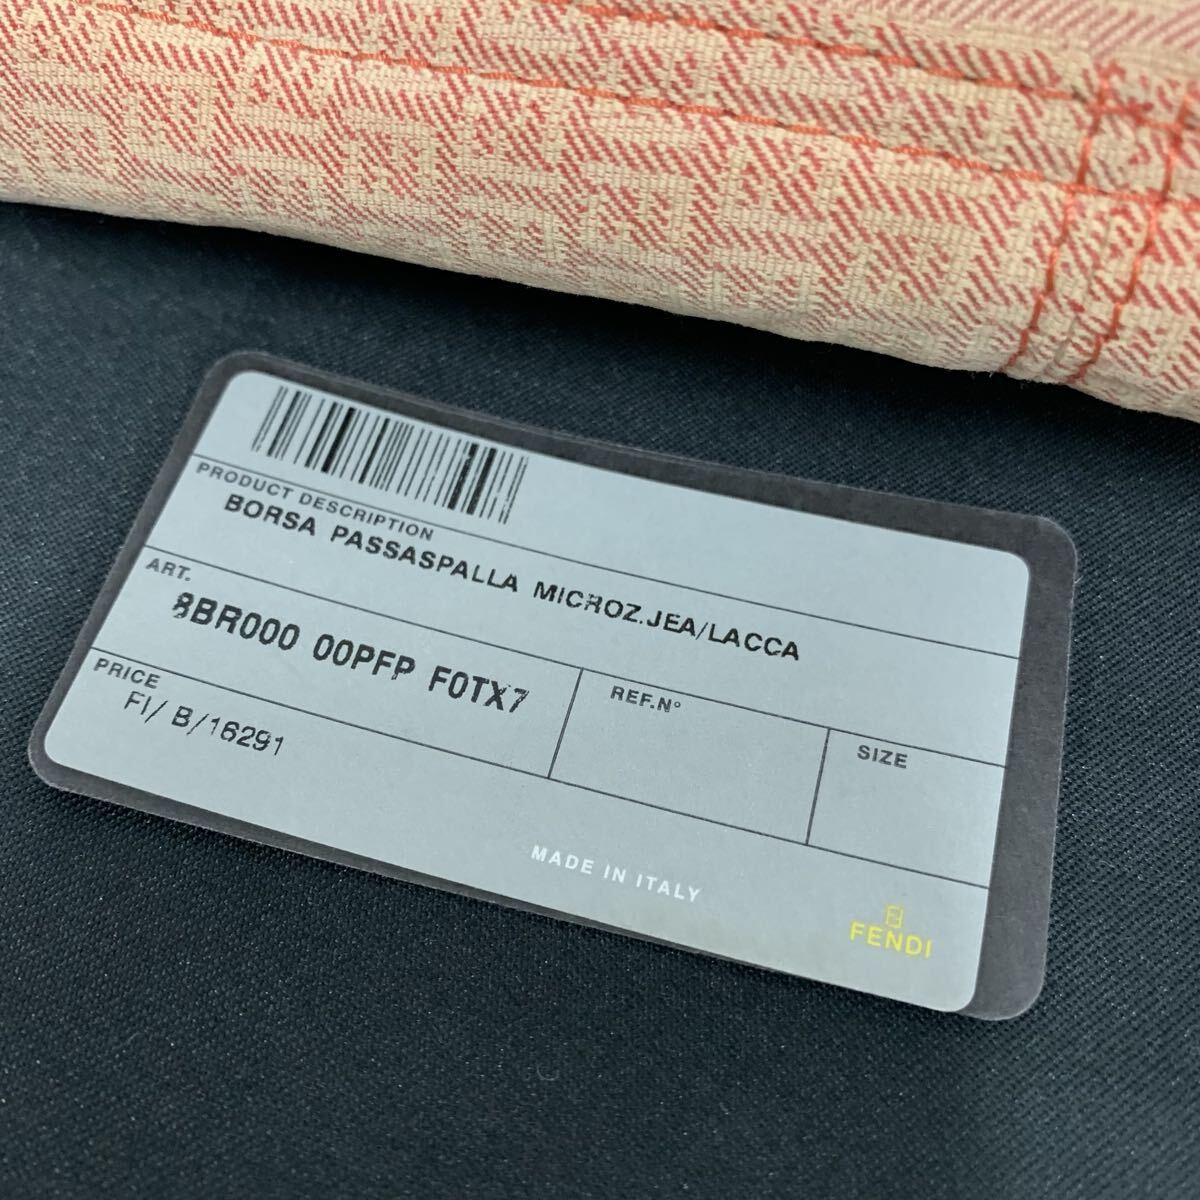 PRODUCT DESCRIPTION
BORSA PASSASPALLA MICROZ.JEA/LACCA
ART.
8BR000 00PFP F0TX7
REF.N°
SIZE
PRICE
FI/ B/16291
MADE IN ITALY
FENDI